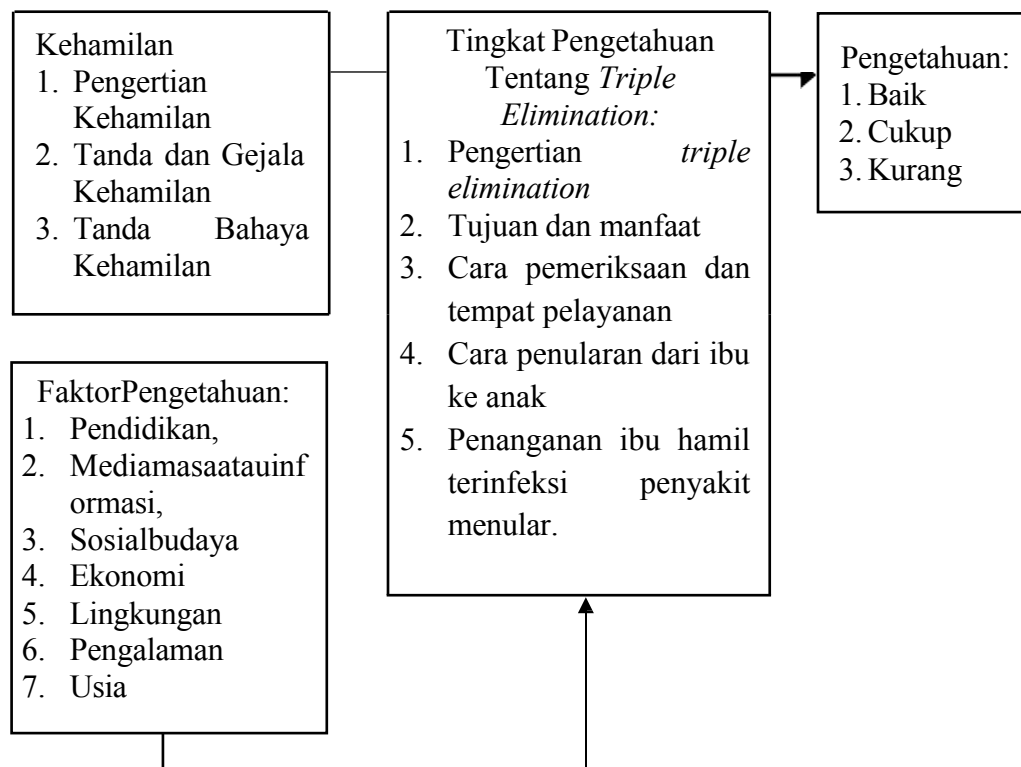 Kehamilan
1. Pengertian
Kehamilan
2. Tanda dan Gejala
Kehamilan
3. Tanda Bahaya
Kehamilan
FaktorPengetahuan:
1. Pendidikan,
2. Mediamasaatauinf
ormasi,
3. Sosialbudaya
4. Ekonomi
5. Lingkungan
6. Pengalaman
7. Usia
Tingkat Pengetahuan
Tentang Triple
Elimination:
1. Pengertian triple
elimination
2. Tujuan dan manfaat
3. Cara pemeriksaan dan
tempat pelayanan
4. Cara penularan dari ibu
ke anak
5. Penanganan ibu hamil
terinfeksi penyakit
menular.
Pengetahuan:
1. Baik
2. Cukup
3. Kurang